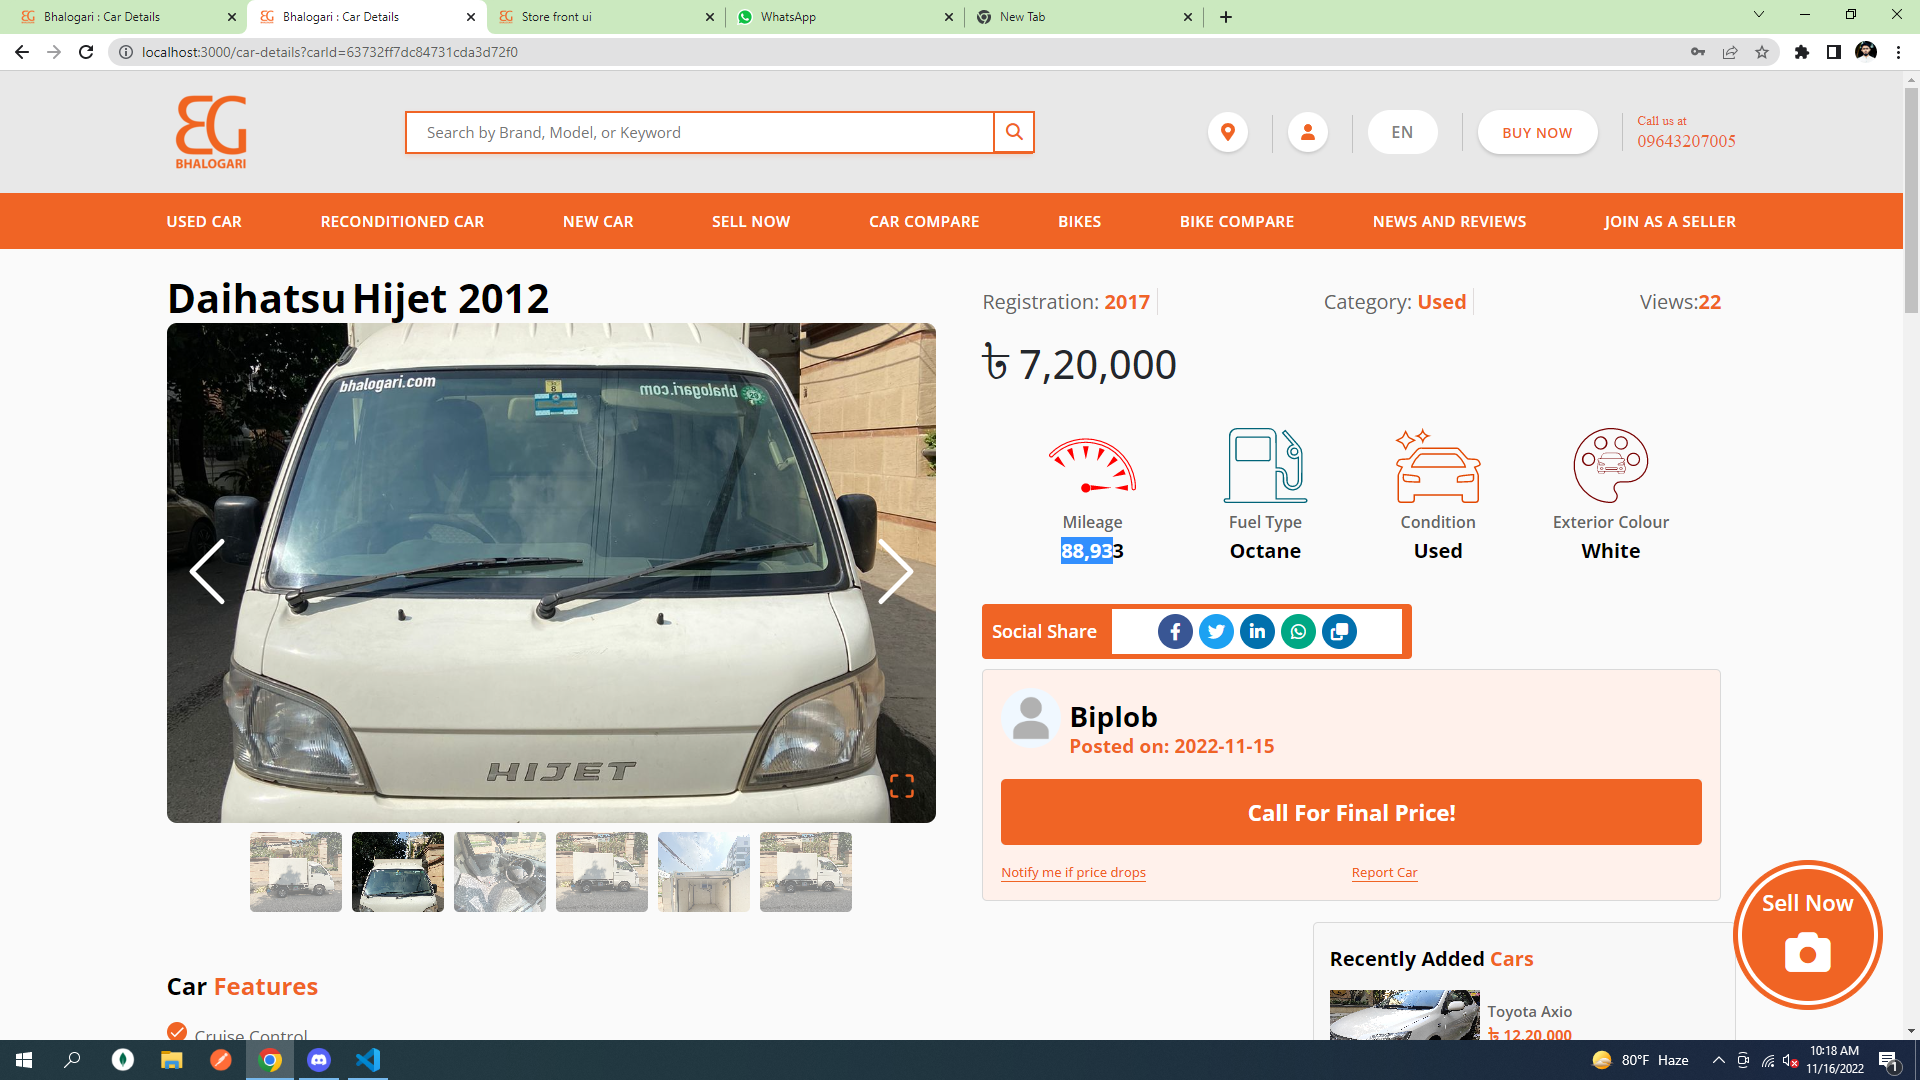 Bhalogari : Car Details
Bhalogari : Car Details
Store front ui
WhatsApp
New Tab
localhost:3000/car-details?carId=63732ff7dc84731cda3d72f0
BHALOGARI
Search by Brand, Model, or Keyword
EN
BUY NOW
Call us at
09643207005
USED CAR
RECONDITIONED CAR
NEW CAR
SELL NOW
CAR COMPARE
BIKES
BIKE COMPARE
NEWS AND REVIEWS
JOIN AS A SELLER
Daihatsu Hijet 2012
bhalogari.com
bhalogari.com
HIJET
Registration: 2017
Category: Used
Views:22
৳ 7,20,000
Mileage
88,933
Fuel Type
Octane
Condition
Used
Exterior Colour
White
Social Share
Biplob
Posted on: 2022-11-15
Call For Final Price!
Notify me if price drops
Report Car
Sell Now
Car Features
Cruise Control
Recently Added Cars
Toyota Axio
৳ 12,20,000
80°F Haze
10:18 AM
11/16/2022
1